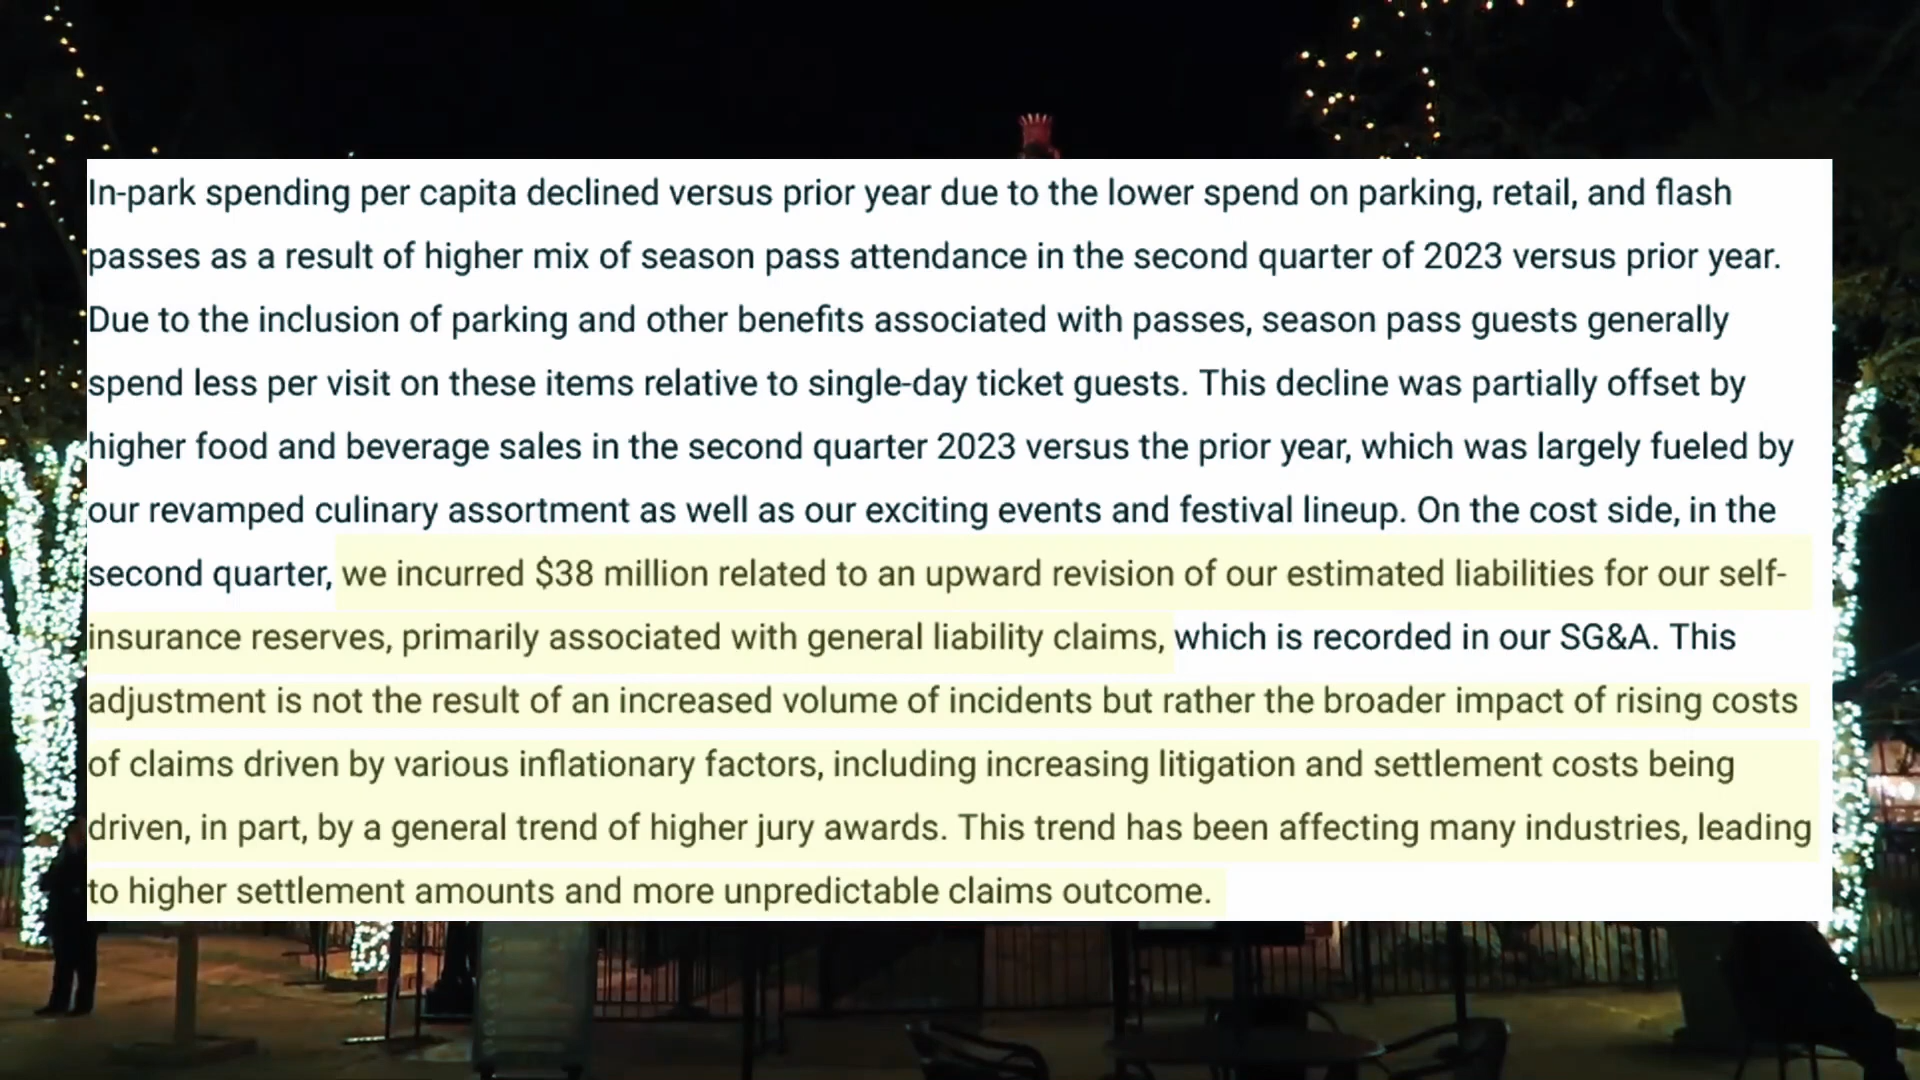 In-park spending per capita declined versus prior year due to the lower spend on parking, retail, and flash
passes as a result of higher mix of season pass attendance in the second quarter of 2023 versus prior year.
Due to the inclusion of parking and other benefits associated with passes, season pass guests generally
spend less per visit on these items relative to single-day ticket guests. This decline was partially offset by
higher food and beverage sales in the second quarter 2023 versus the prior year, which was largely fueled by
our revamped culinary assortment as well as our exciting events and festival lineup. On the cost side, in the
second quarter, we incurred $38 million related to an upward revision of our estimated liabilities for our self-
insurance reserves, primarily associated with general liability claims, which is recorded in our SG&A. This
adjustment is not the result of an increased volume of incidents but rather the broader impact of rising costs
of claims driven by various inflationary factors, including increasing litigation and settlement costs being
driven, in part, by a general trend of higher jury awards. This trend has been affecting many industries, leading
to higher settlement amounts and more unpredictable claims outcome.